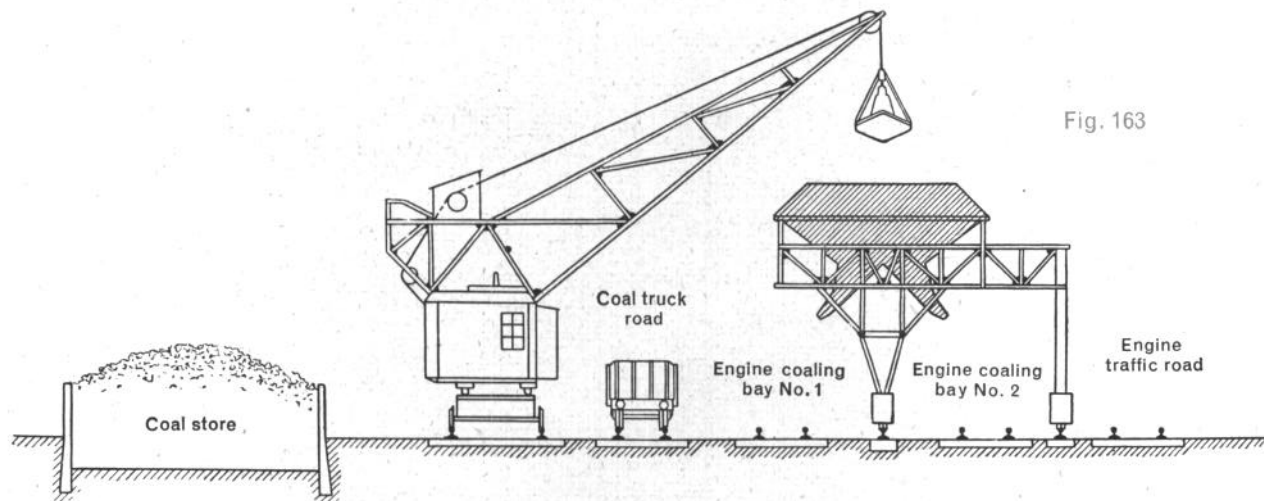 Fig. 163
Coal truck
road
Engine coaling
bay No. 1
Engine coaling
bay No. 2
Engine
traffic road
Coal store